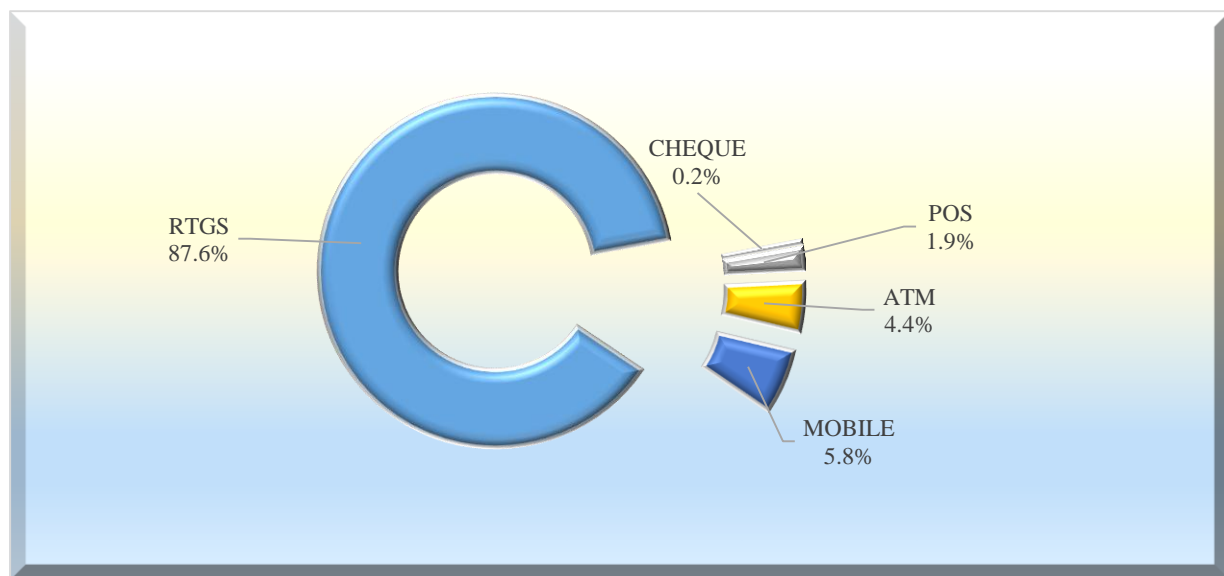 CHEQUE
0.2%
RTGS
87.6%
POS
1.9%
ATM
4.4%
MOBILE
5.8%